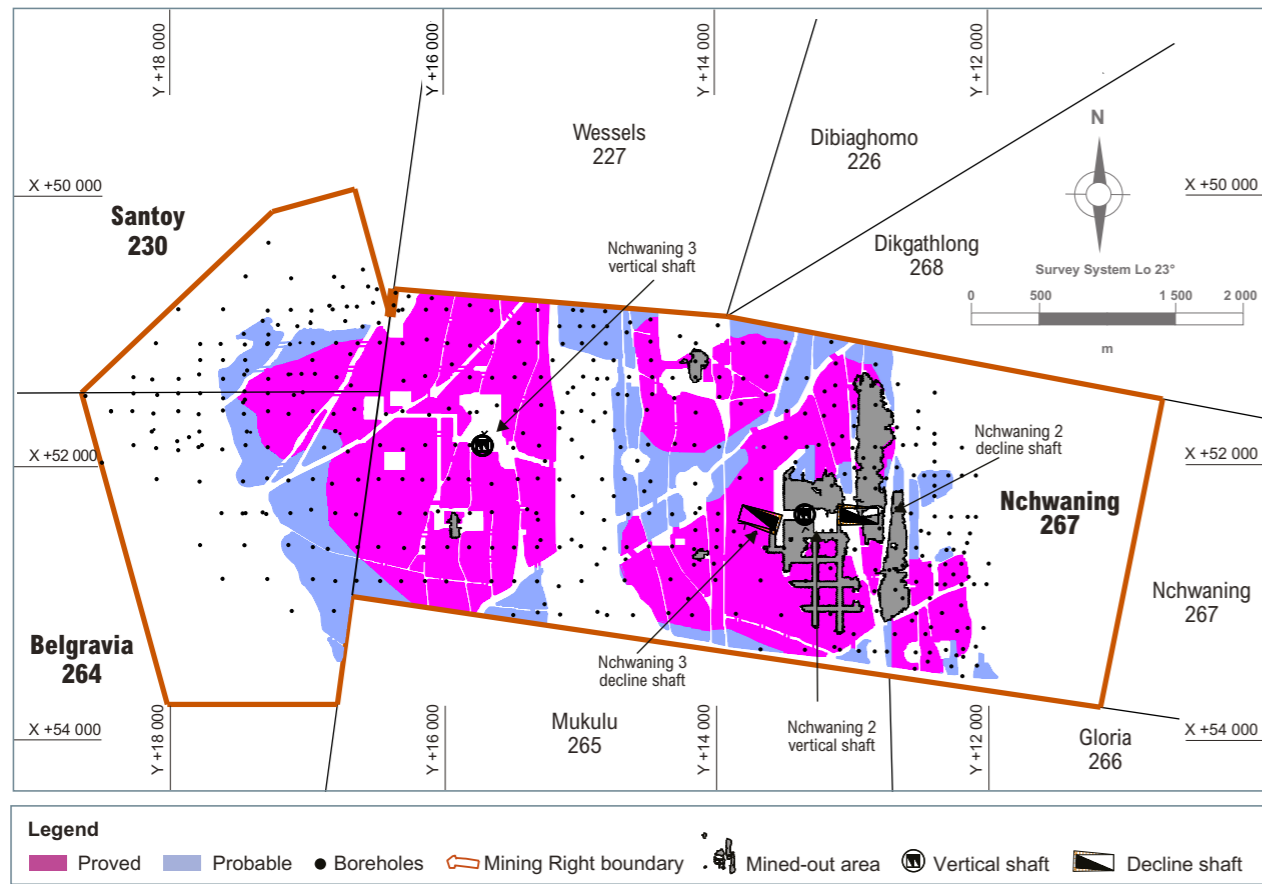 Y +18 000
Y +16 000
Y +14 000
Y +12 000
Wessels
227
Dibiaghomo
226
N
X +50 000
X +50 000
Santoy
230
Dikgathlong
268
Nchwaning 3
vertical shaft
Survey System Lo 23°
0
500
1 500
2 000
m
Nchwaning 2
decline shaft
X +52 000
X +52 000
Nchwaning
267
Nchwaning
267
Belgravia
264
Nchwaning 3
decline shaft
Mukulu
265
Nchwaning 2
vertical shaft
Gloria
266
X +54 000
X +54 000
Y +18 000
Y +16 000
Y +14 000
Y +12 000
Legend
Proved
Probable
Boreholes
Mining Right boundary
Mined-out area
Vertical shaft
Decline shaft